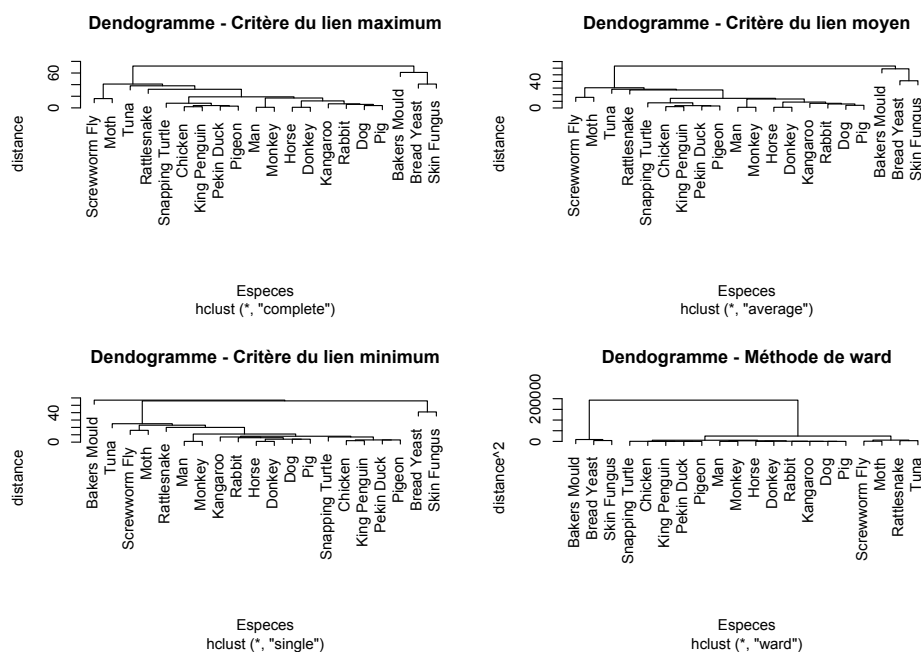 Dendogramme - Critère du lien maximum
distance
0
60
Screwworm Fly
Moth
Tuna
Rattlesnake
Snapping Turtle
Chicken
King Penguin
Pekin Duck
Pigeon
Man
Monkey
Horse
Donkey
Kangaroo
Rabbit
Dog
Pig
Bakers Mould
Bread Yeast
Skin Fungus
Especes
hclust (*, "complete")
Dendogramme - Critère du lien moyen
distance
0
40
Screwworm Fly
Moth
Tuna
Rattlesnake
Snapping Turtle
Chicken
King Penguin
Pekin Duck
Pigeon
Man
Monkey
Horse
Donkey
Kangaroo
Rabbit
Dog
Pig
Bakers Mould
Bread Yeast
Skin Fungus
Especes
hclust (*, "average")
Dendogramme - Critère du lien minimum
distance
0
40
Bakers Mould
Tuna
Screwworm Fly
Moth
Rattlesnake
Man
Monkey
Kangaroo
Rabbit
Horse
Donkey
Dog
Pig
Snapping Turtle
Chicken
King Penguin
Pekin Duck
Pigeon
Bread Yeast
Skin Fungus
Especes
hclust (*, "single")
Dendogramme - Méthode de ward
distance^2
0
200000
Bakers Mould
Bread Yeast
Skin Fungus
Snapping Turtle
Chicken
King Penguin
Pekin Duck
Pigeon
Man
Monkey
Horse
Donkey
Rabbit
Kangaroo
Dog
Pig
Screwworm Fly
Moth
Rattlesnake
Tuna
Especes
hclust (*, "ward")